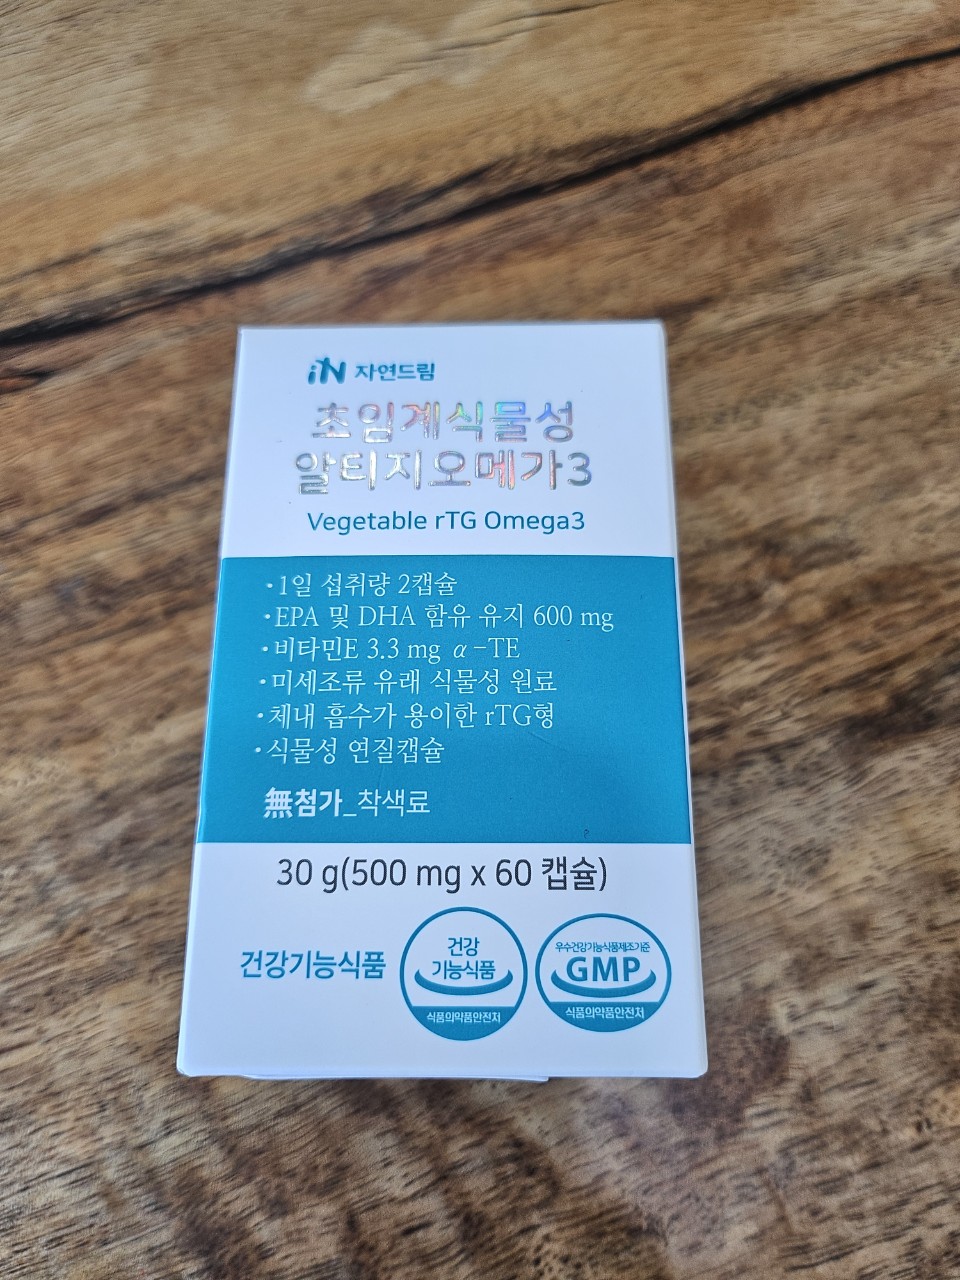 iN 자연드림
초임계식물성
알티지오메가3
Vegetable rTG Omega3
·1일 섭취량 2캡슐
·EPA 및 DHA 함유 유지 600 mg
·비타민E 3.3 mg α-TE
·미세조류 유래 식물성 원료
·체내 흡수가 용이한 rTG형
·식물성 연질캡슐
無첨가_착색료
30 g(500 mg x 60 캡슐)
건강기능식품
건강
기능식품
식품의약품안전처
우수건강기능식품제조기준
GMP
식품의약품안전처